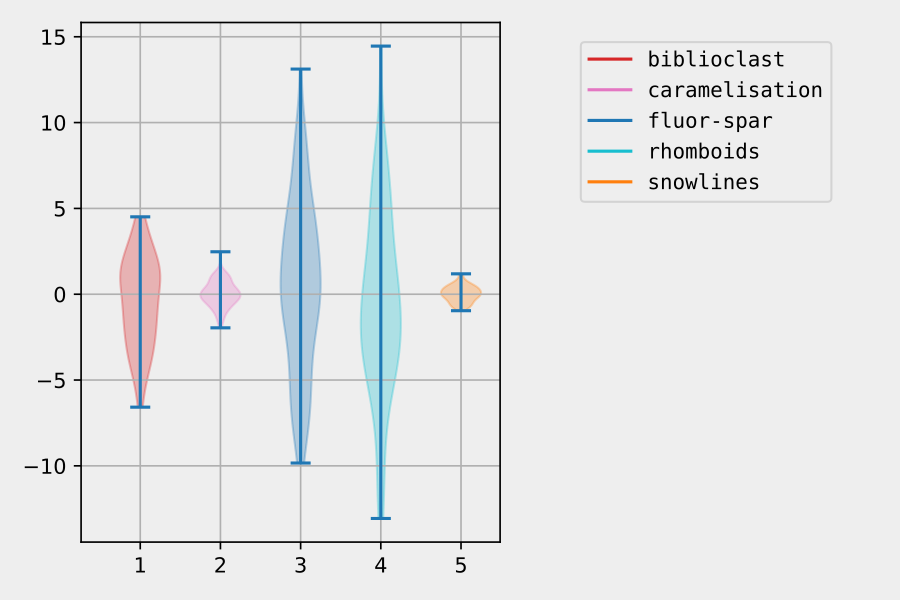 15
10
5
0
−5
−10
1 2 3 4 5
biblioclast
caramelisation
fluor-spar
rhomboids
snowlines